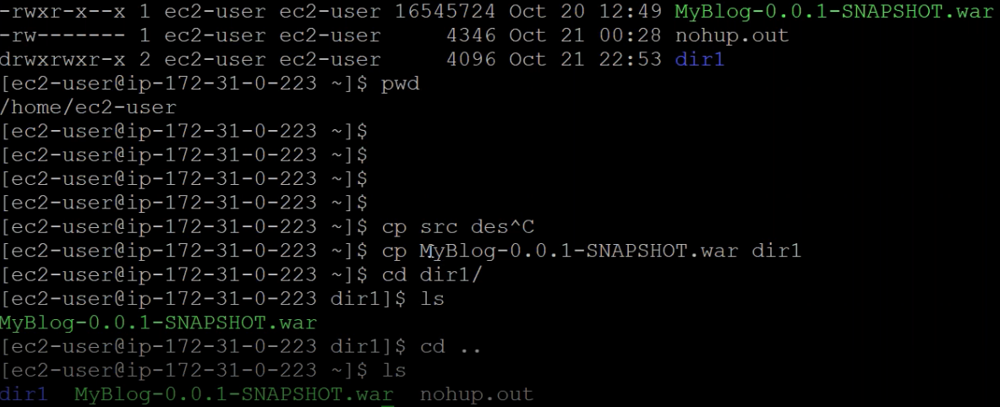 -rwxr-x--x 1 ec2-user ec2-user 16545724 Oct 20 12:49 MyBlog-0.0.1-SNAPSHOT.war
-rw------- 1 ec2-user ec2-user     4346 Oct 21 00:28 nohup.out
drwxrwxr-x 2 ec2-user ec2-user     4096 Oct 21 22:53 dir1
[ec2-user@ip-172-31-0-223 ~]$ pwd
/home/ec2-user
[ec2-user@ip-172-31-0-223 ~]$
[ec2-user@ip-172-31-0-223 ~]$
[ec2-user@ip-172-31-0-223 ~]$
[ec2-user@ip-172-31-0-223 ~]$
[ec2-user@ip-172-31-0-223 ~]$ cp src des^C
[ec2-user@ip-172-31-0-223 ~]$ cp MyBlog-0.0.1-SNAPSHOT.war dir1
[ec2-user@ip-172-31-0-223 ~]$ cd dir1/
[ec2-user@ip-172-31-0-223 dir1]$ ls
MyBlog-0.0.1-SNAPSHOT.war
[ec2-user@ip-172-31-0-223 dir1]$ cd ..
[ec2-user@ip-172-31-0-223 ~]$ ls
dir1  MyBlog-0.0.1-SNAPSHOT.war  nohup.out